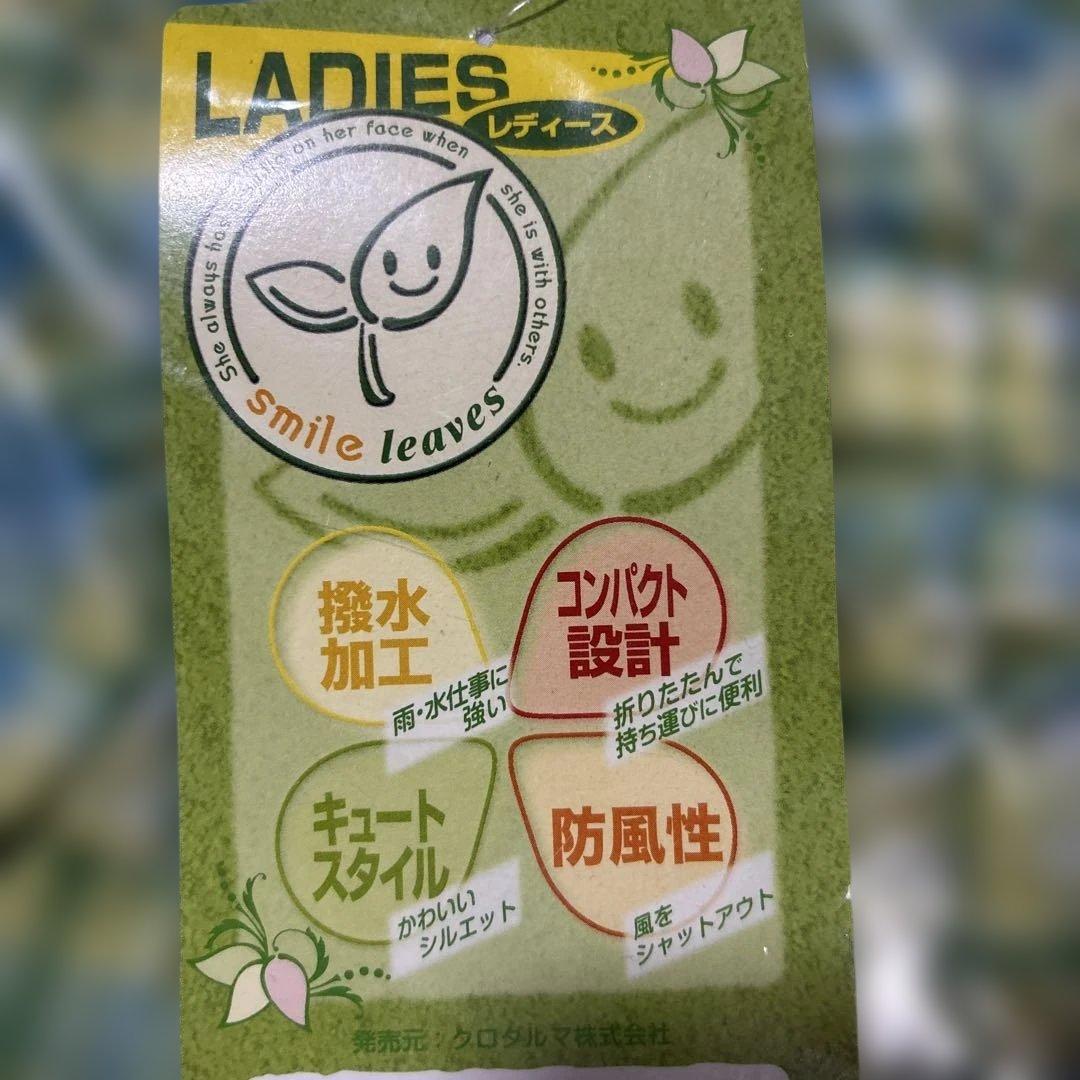 LADIES
レディース
She always has
on her face when
she is with others.
smile leaves
撥水
加工
雨・水仕事に
強い
コンパクト
設計
折りたたんで
持ち運びに便利
キュート
スタイル
かわいい
シルエット
防風性
風を
シャットアウト
発売元：クロダルマ株式会社